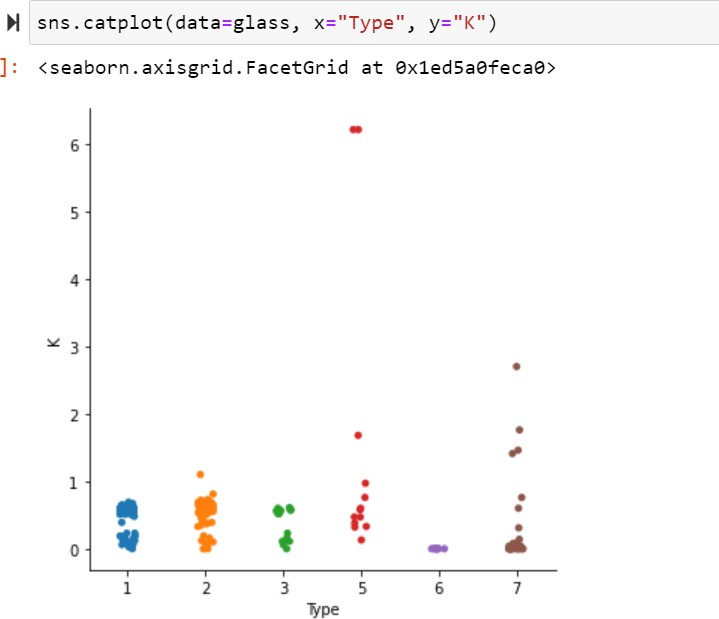 sns.catplot(data=glass, x="Type", y="K")
]: <seaborn.axisgrid.FacetGrid at 0x1ed5a0feca0>
6
5
4
3
2
1
0
K
1 2 3 5 6 7
Type